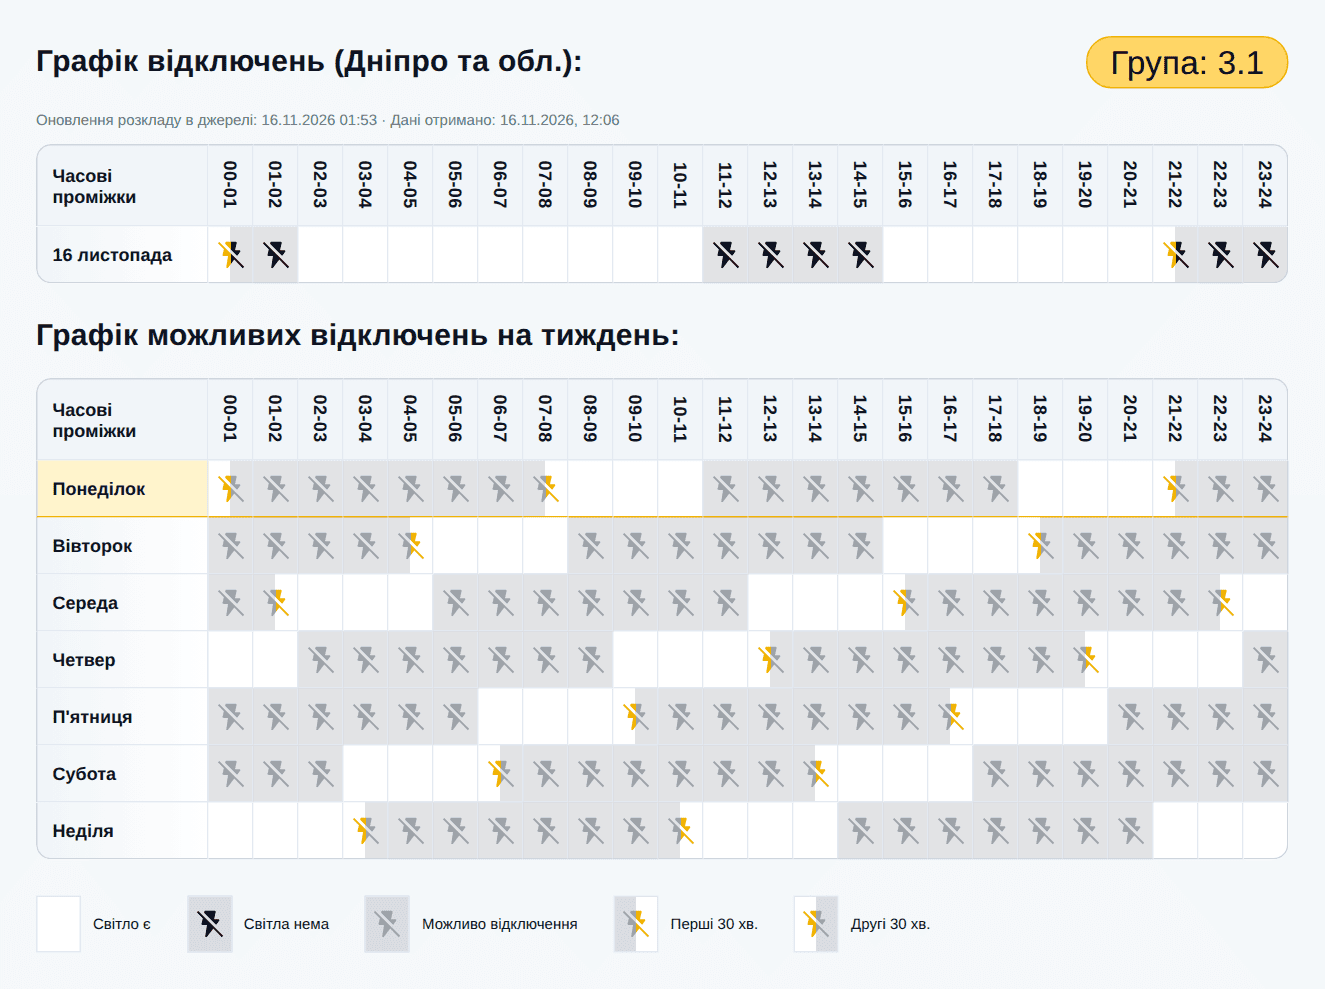 Графік відключень (Дніпро та обл.):
Група: 3.1
Оновлення розкладу в джерелі: 16.11.2026 01:53 · Дані отримано: 16.11.2026, 12:06
Часові проміжки 00-01 01-02 02-03 03-04 04-05 05-06 06-07 07-08 08-09 09-10 10-11 11-12 12-13 13-14 14-15 15-16 16-17 17-18 18-19 19-20 20-21 21-22 22-23 23-24
16 листопада
Графік можливих відключень на тиждень:
Часові проміжки 00-01 01-02 02-03 03-04 04-05 05-06 06-07 07-08 08-09 09-10 10-11 11-12 12-13 13-14 14-15 15-16 16-17 17-18 18-19 19-20 20-21 21-22 22-23 23-24
Понеділок
Вівторок
Середа
Четвер
П'ятниця
Субота
Неділя
Світло є Світла нема Можливо відключення Перші 30 хв. Другі 30 хв.